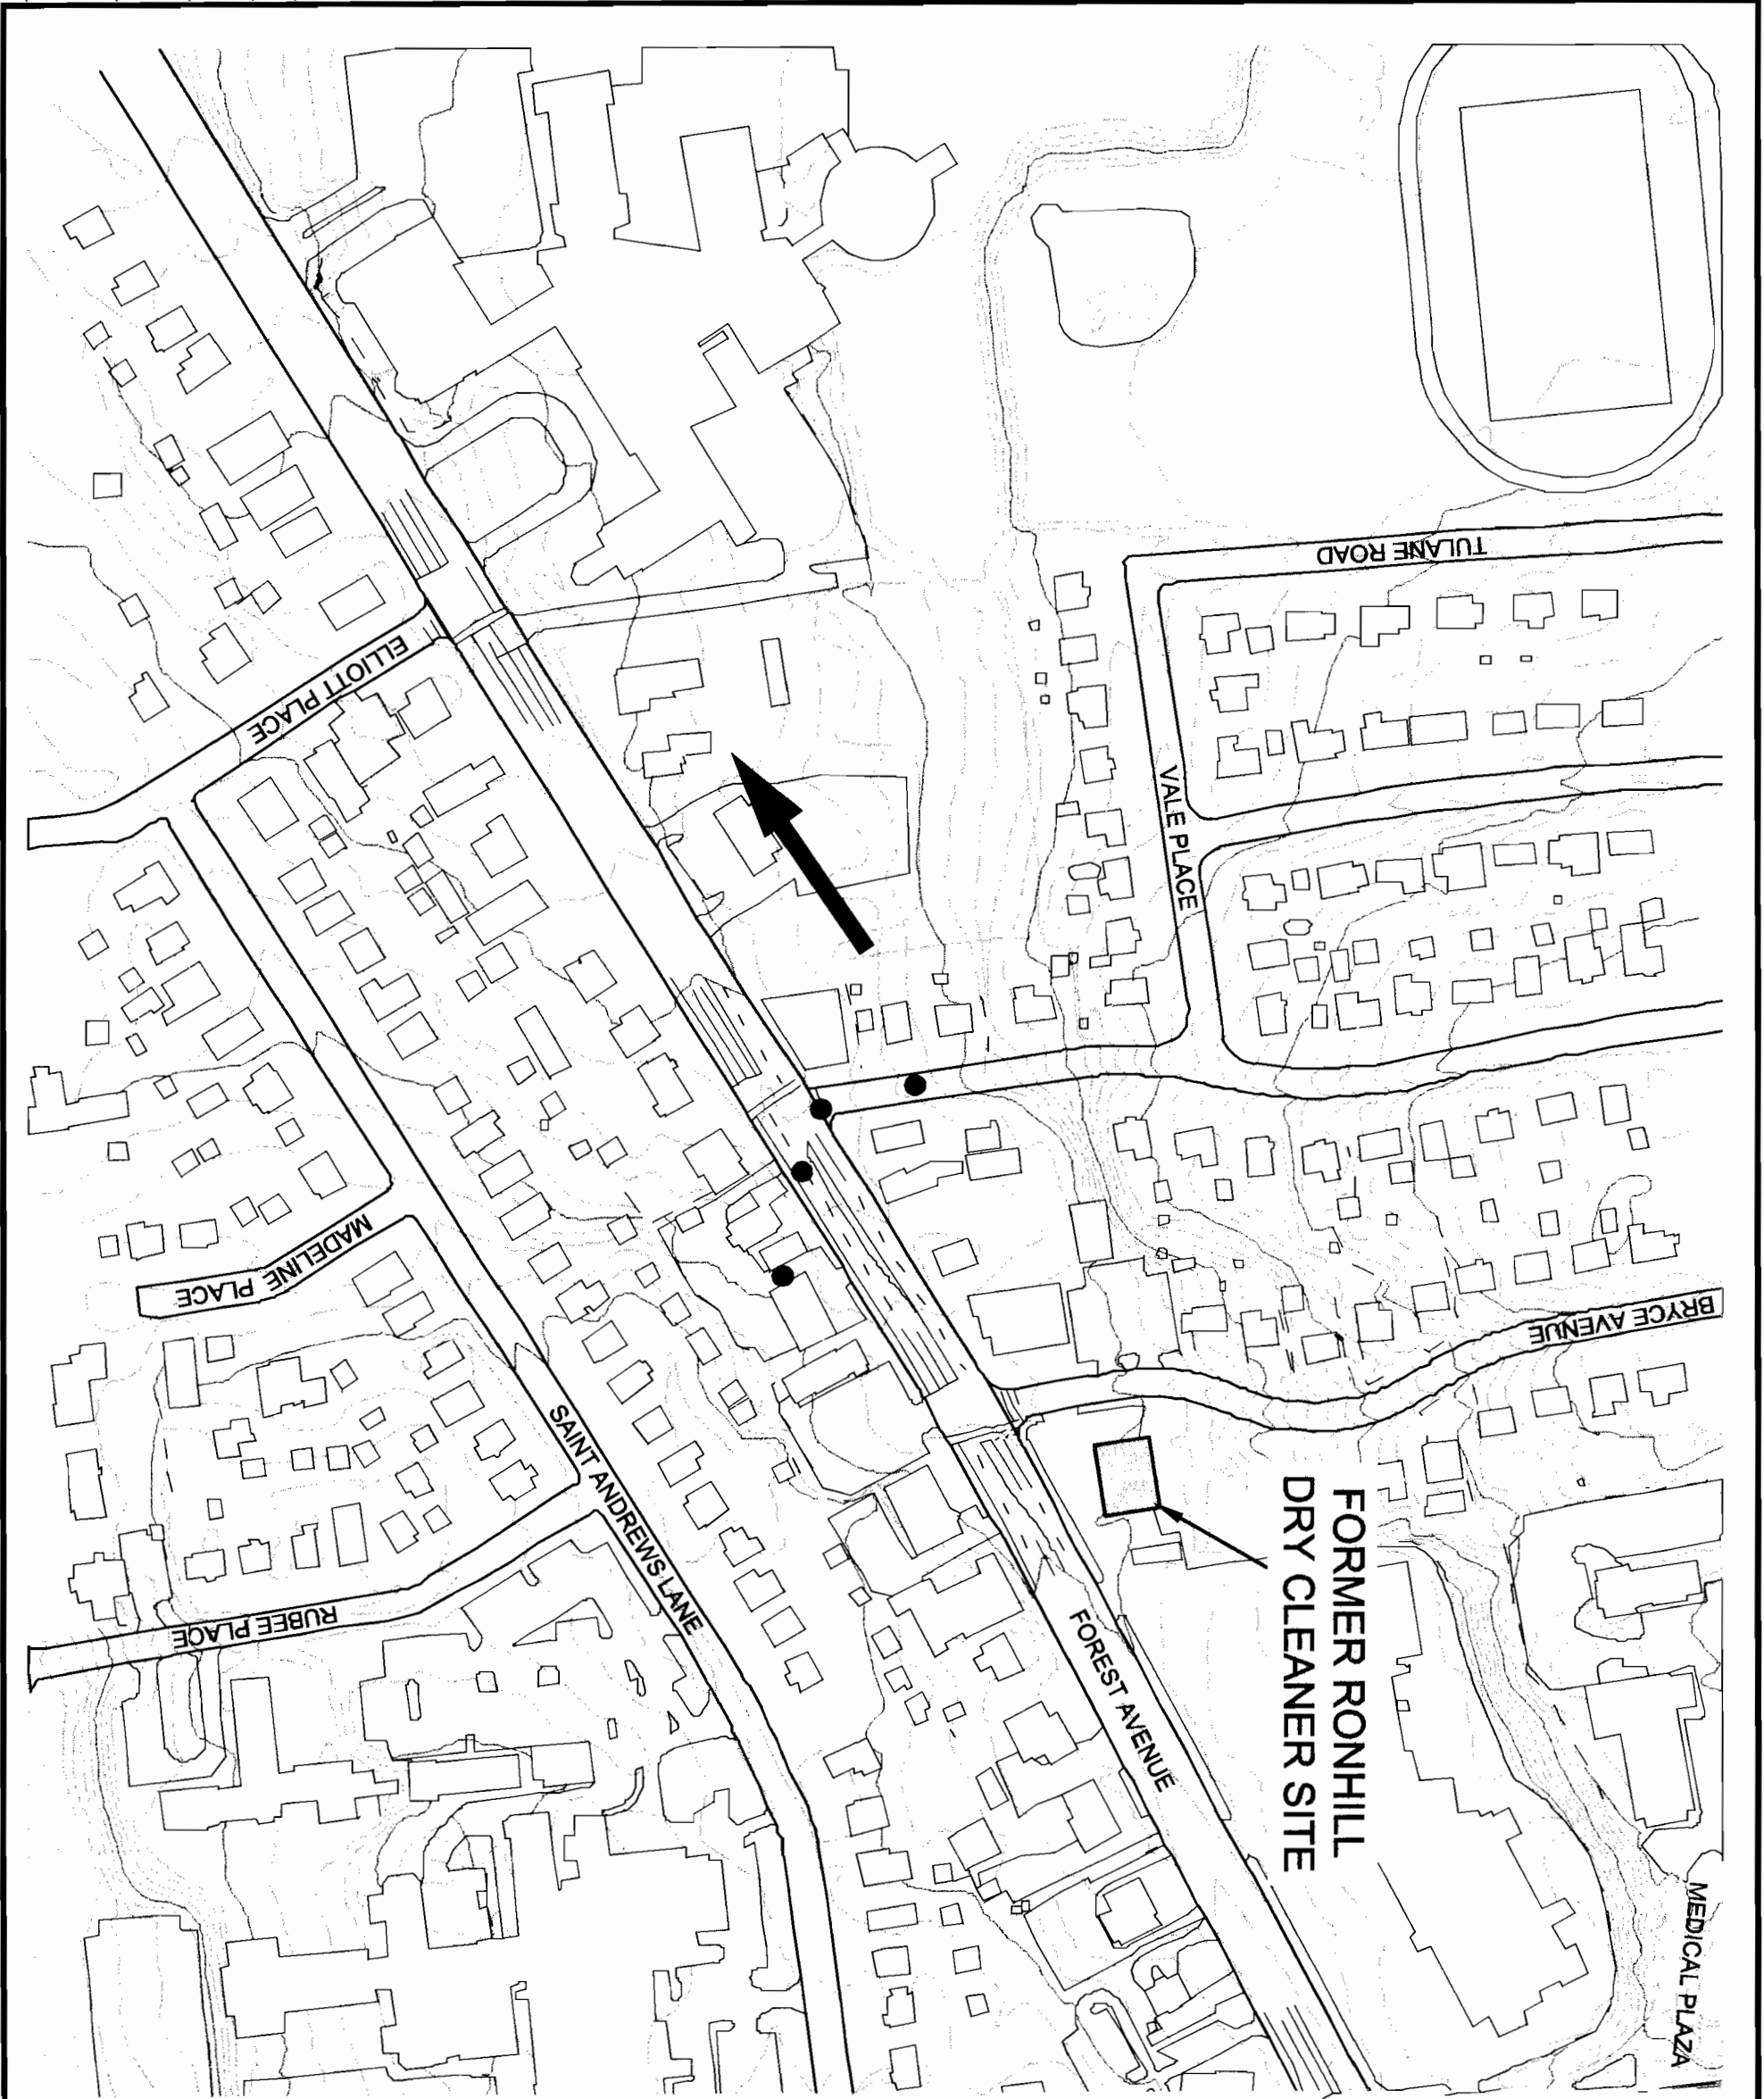 TULANE ROAD
VALE PLACE
ELLIOTT PLACE
MADELINE PLACE
BRYCE AVENUE
SAINT ANDREWS LANE
FORMER RONHILL
DRY CLEANER SITE
RUBEE PLACE
FOREST AVENUE
MEDICAL PLAZA